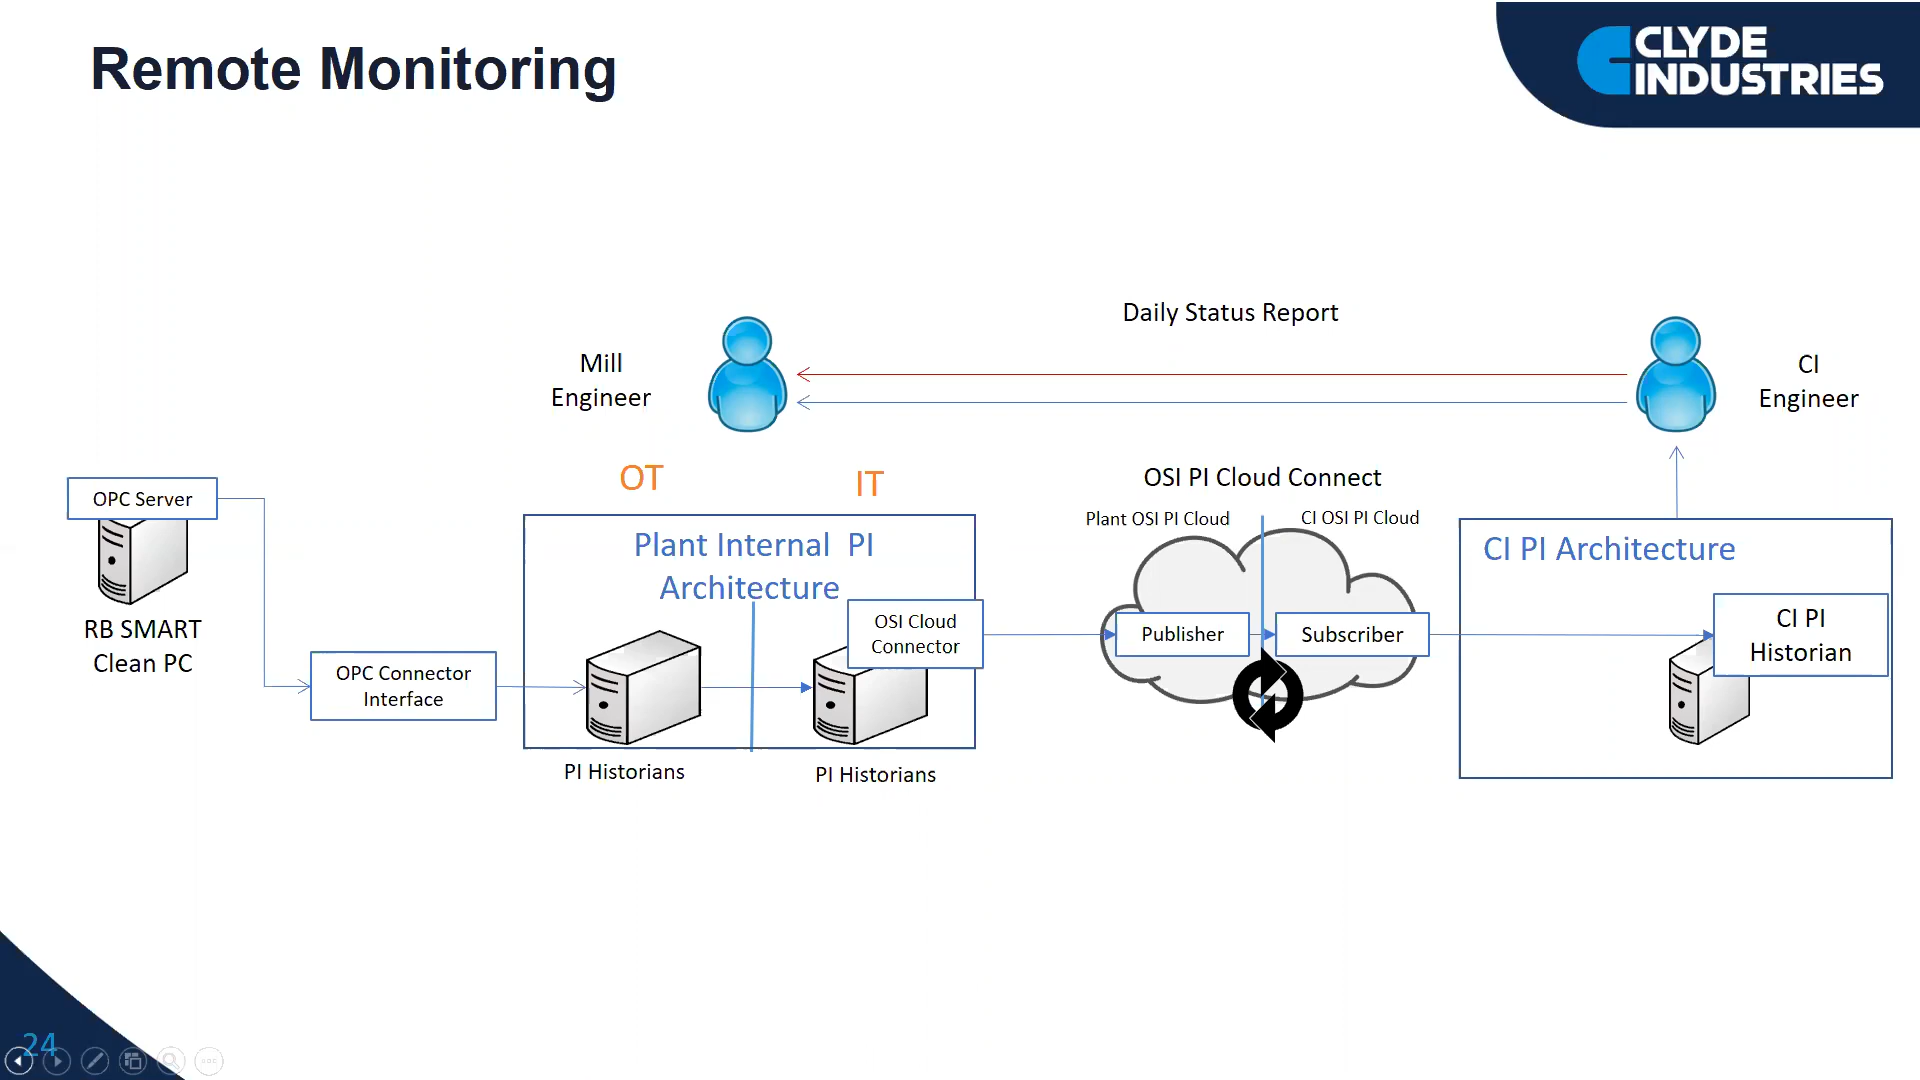 Remote Monitoring
CLYDE
INDUSTRIES
Daily Status Report
Mill
Engineer
CI
Engineer
OT
IT
OSI PI Cloud Connect
Plant OSI PI Cloud
CI OSI PI Cloud
OPC Server
RB SMART
Clean PC
OPC Connector
Interface
Plant Internal PI
Architecture
OSI Cloud
Connector
PI Historians
PI Historians
Publisher
Subscriber
CI PI Architecture
CI PI
Historian
24